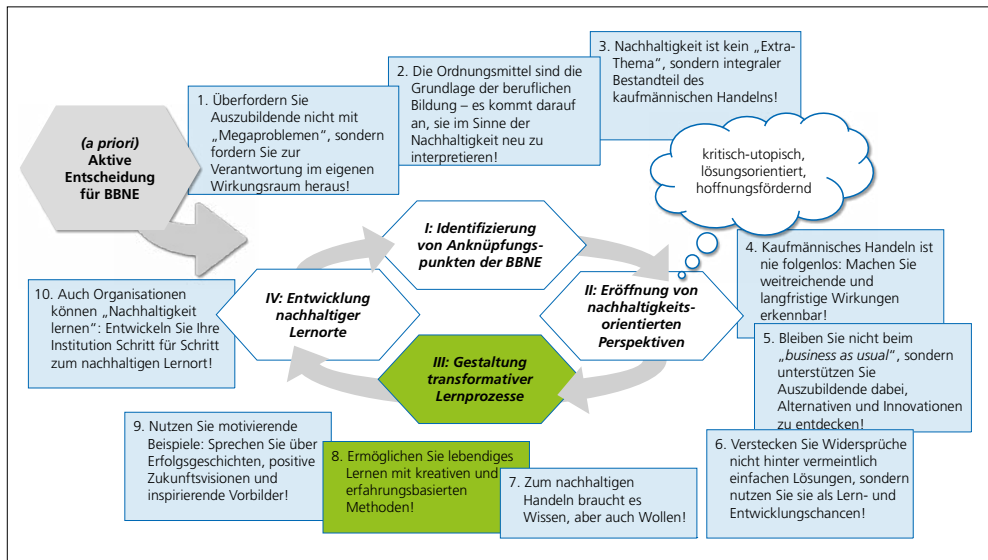 (a priori)
Aktive
Entscheidung
für BBNE
1. Überfordern Sie
Auszubildende nicht mit
„Megaproblemen“, sondern
fordern Sie zur
Verantwortung im eigenen
Wirkungsraum heraus!
2. Die Ordnungsmittel sind die
Grundlage der beruflichen
Bildung – es kommt darauf
an, sie im Sinne der
Nachhaltigkeit neu zu
interpretieren!
3. Nachhaltigkeit ist kein „Extra-
Thema“, sondern integraler
Bestandteil des
kaufmännischen Handelns!
kritisch-utopisch,
lösungsorientiert,
hoffnungsfördernd
I: Identifizierung
von Anknüpfungs-
punkten der BBNE
II: Eröffnung von
nachhaltigkeits-
orientierten
Perspektiven
III: Gestaltung
transformativer
Lernprozesse
IV: Entwicklung
nachhaltiger
Lernorte
4. Kaufmännisches Handeln ist
nie folgenlos: Machen Sie
weitreichende und
langfristige Wirkungen
erkennbar!
5. Bleiben Sie nicht beim
„business as usual“, sondern
unterstützen Sie
Auszubildende dabei,
Alternativen und Innovationen
zu entdecken!
6. Verstecken Sie Widersprüche
nicht hinter vermeintlich
einfachen Lösungen, sondern
nutzen Sie sie als Lern- und
Entwicklungschancen!
7. Zum nachhaltigen
Handeln braucht es
Wissen, aber auch Wollen!
8. Ermöglichen Sie lebendiges
Lernen mit kreativen und
erfahrungsbasierten
Methoden!
9. Nutzen Sie motivierende
Beispiele: Sprechen Sie über
Erfolgsgeschichten, positive
Zukunftsvisionen und
inspirierende Vorbilder!
10. Auch Organisationen
können „Nachhaltigkeit
lernen“: Entwickeln Sie Ihre
Institution Schritt für Schritt
zum nachhaltigen Lernort!